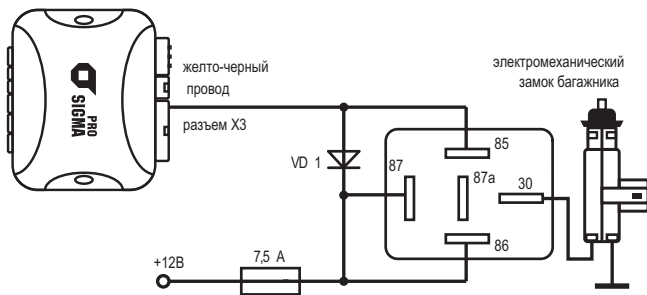 электромеханический
замок багажника
желто-черный
провод
разъем X3
PRO
SIGMA
VD 1
85
87
87а
30
86
+12В
7,5 А